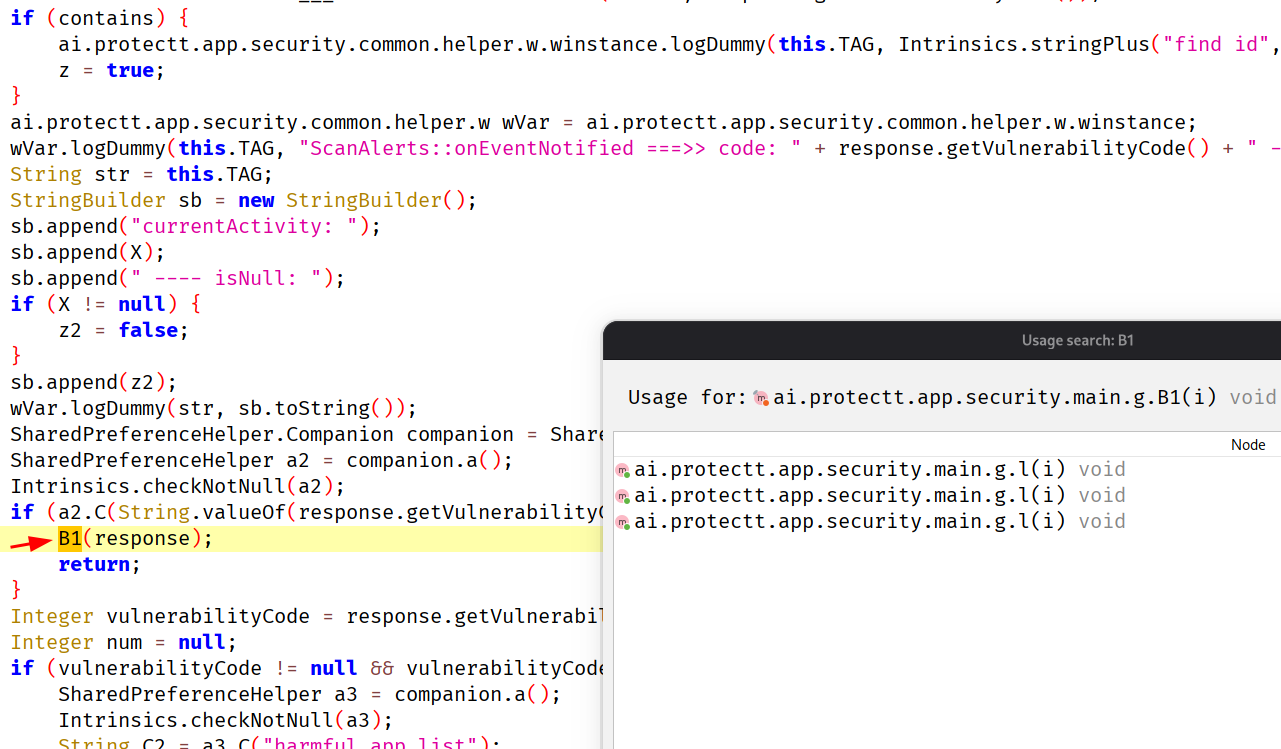 if (contains) {
ai.protectt.app.security.common.helper.w.winstance.logDummy(this.TAG, Intrinsics.stringPlus("find id",
z = true;
}
ai.protectt.app.security.common.helper.w wVar = ai.protectt.app.security.common.helper.w.winstance;
wVar.logDummy(this.TAG, "ScanAlerts::onEventNotified ===>> code: " + response.getVulnerabilityCode() + " -
String str = this.TAG;
StringBuilder sb = new StringBuilder();
sb.append("currentActivity: ");
sb.append(X);
sb.append(" ---- isNull: ");
if (X != null) {
z2 = false;
}
sb.append(z2);
wVar.logDummy(str, sb.toString());
SharedPreferenceHelper.Companion companion = Share
SharedPreferenceHelper a2 = companion.a();
Intrinsics.checkNotNull(a2);
if (a2.C(String.valueOf(response.getVulnerabilityC
B1(response);
return;
}
Integer vulnerabilityCode = response.getVulnerabil
Integer num = null;
if (vulnerabilityCode != null && vulnerabilityCode
SharedPreferenceHelper a3 = companion.a();
Intrinsics.checkNotNull(a3);
String C2 = a3.C("harmful_app_list");
Usage search: B1
Usage for: m ai.protectt.app.security.main.g.B1(i) void
Node
m ai.protectt.app.security.main.g.l(i) void
m ai.protectt.app.security.main.g.l(i) void
m ai.protectt.app.security.main.g.l(i) void